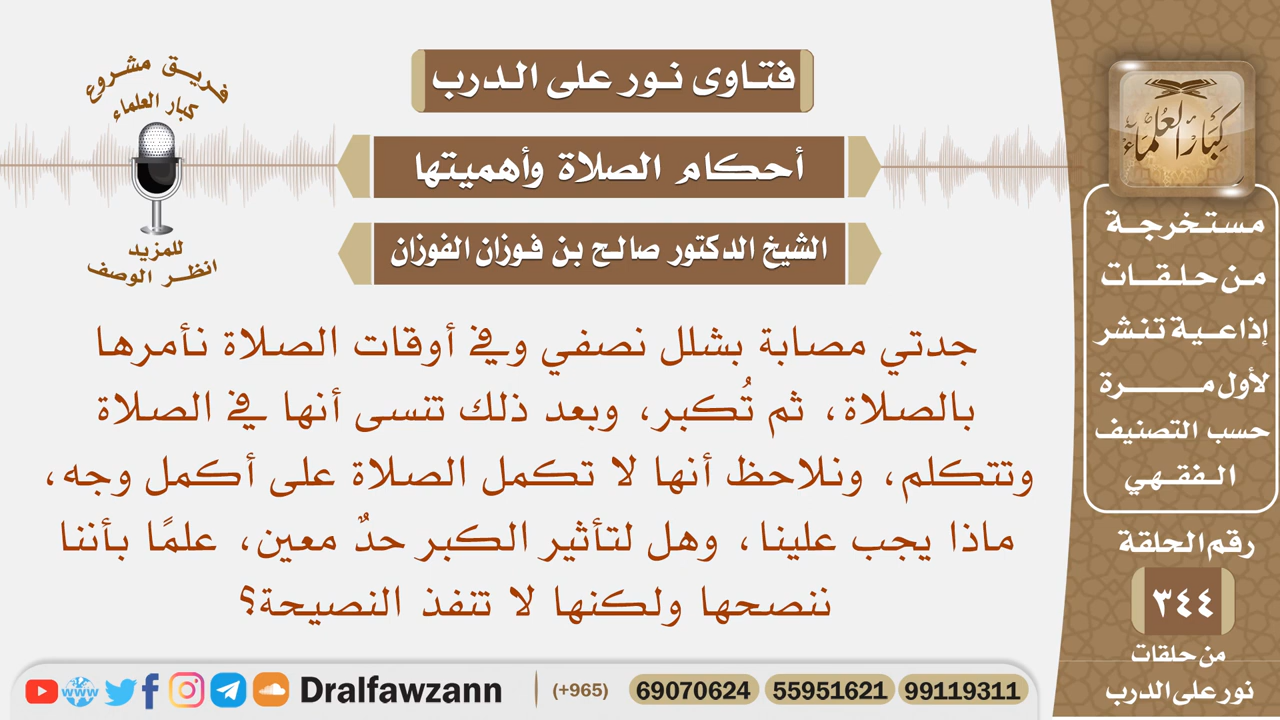 فتاوى نور على الدرب
أحكام الصلاة وأهميتها
الشيخ الدكتور صالح بن فوزان الفوزان
فريق مشروع
كبار العلماء
للمزيد
انظر الوصف
جدتي مصابة بشلل نصفي وفي أوقات الصلاة نأمرها
بالصلاة، ثم تُكبر، وبعد ذلك تنسى أنها في الصلاة
وتتكلم، ونلاحظ أنها لا تكمل الصلاة على أكمل وجه،
ماذا يجب علينا، وهل لتأثير الكبر حدٌ معين، علمًا بأننا
ننصحها ولكنها لا تنفذ النصيحة؟
كبار العلماء
مستخرجة
من حلقات
إذاعية تنشر
لأول مرة
حسب التصنيف
الفقهي
رقم الحلقة
٣٤٤
من حلقات
نور على الدرب
www Dralfawzann (+965) 69070624 55951621 99119311